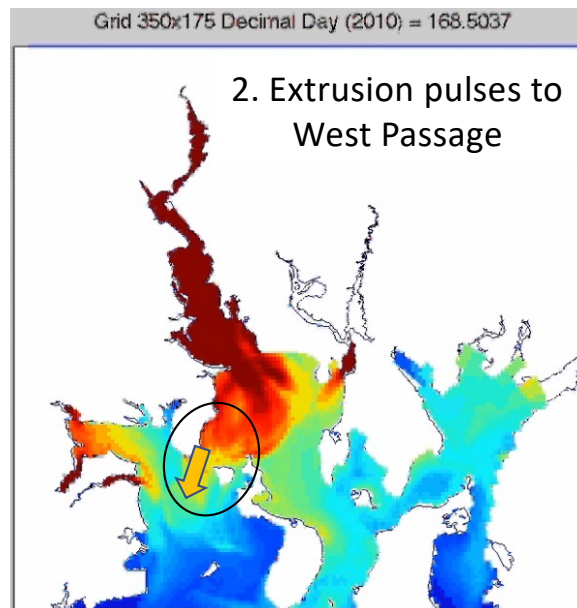 Grid 350x175 Decimal Day (2010) = 168.5037
2. Extrusion pulses to
West Passage